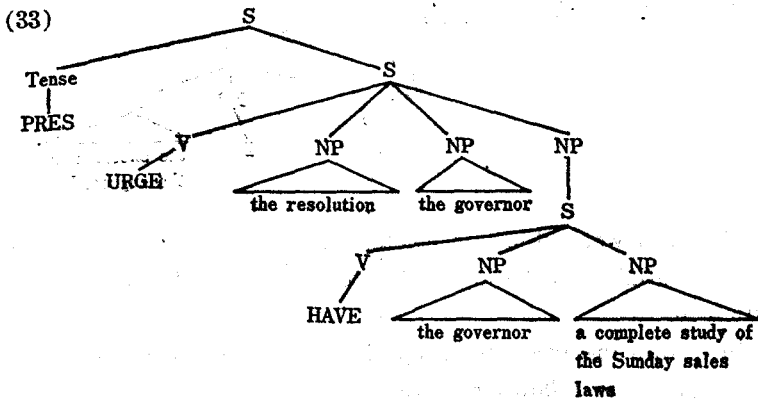 (33)
S
Tense S
PRES
V NP NP NP
URGE the resolution the governor S
V NP NP
HAVE the governor a complete study of
the Sunday sales
laws